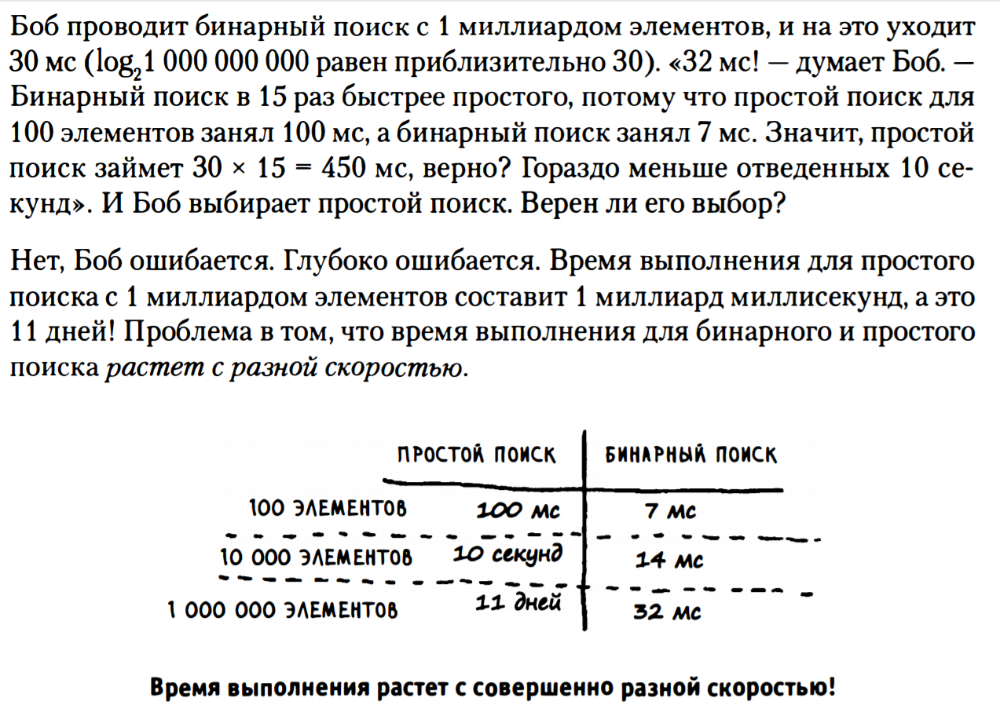 Боб проводит бинарный поиск с 1 миллиардом элементов, и на это уходит
30 мс (log₂1 000 000 000 равен приблизительно 30). «32 мс! — думает Боб. —
Бинарный поиск в 15 раз быстрее простого, потому что простой поиск для
100 элементов занял 100 мс, а бинарный поиск занял 7 мс. Значит, простой
поиск займет 30 × 15 = 450 мс, верно? Гораздо меньше отведенных 10 се-
кунд». И Боб выбирает простой поиск. Верен ли его выбор?
Нет, Боб ошибается. Глубоко ошибается. Время выполнения для простого
поиска с 1 миллиардом элементов составит 1 миллиард миллисекунд, а это
11 дней! Проблема в том, что время выполнения для бинарного и простого
поиска растет с разной скоростью.
ПРОСТОЙ ПОИСК БИНАРНЫЙ ПОИСК
100 ЭЛЕМЕНТОВ 100 мс 7 мс
10 000 ЭЛЕМЕНТОВ 10 секунд 14 мс
1 000 000 ЭЛЕМЕНТОВ 11 дней 32 мс
Время выполнения растет с совершенно разной скоростью!